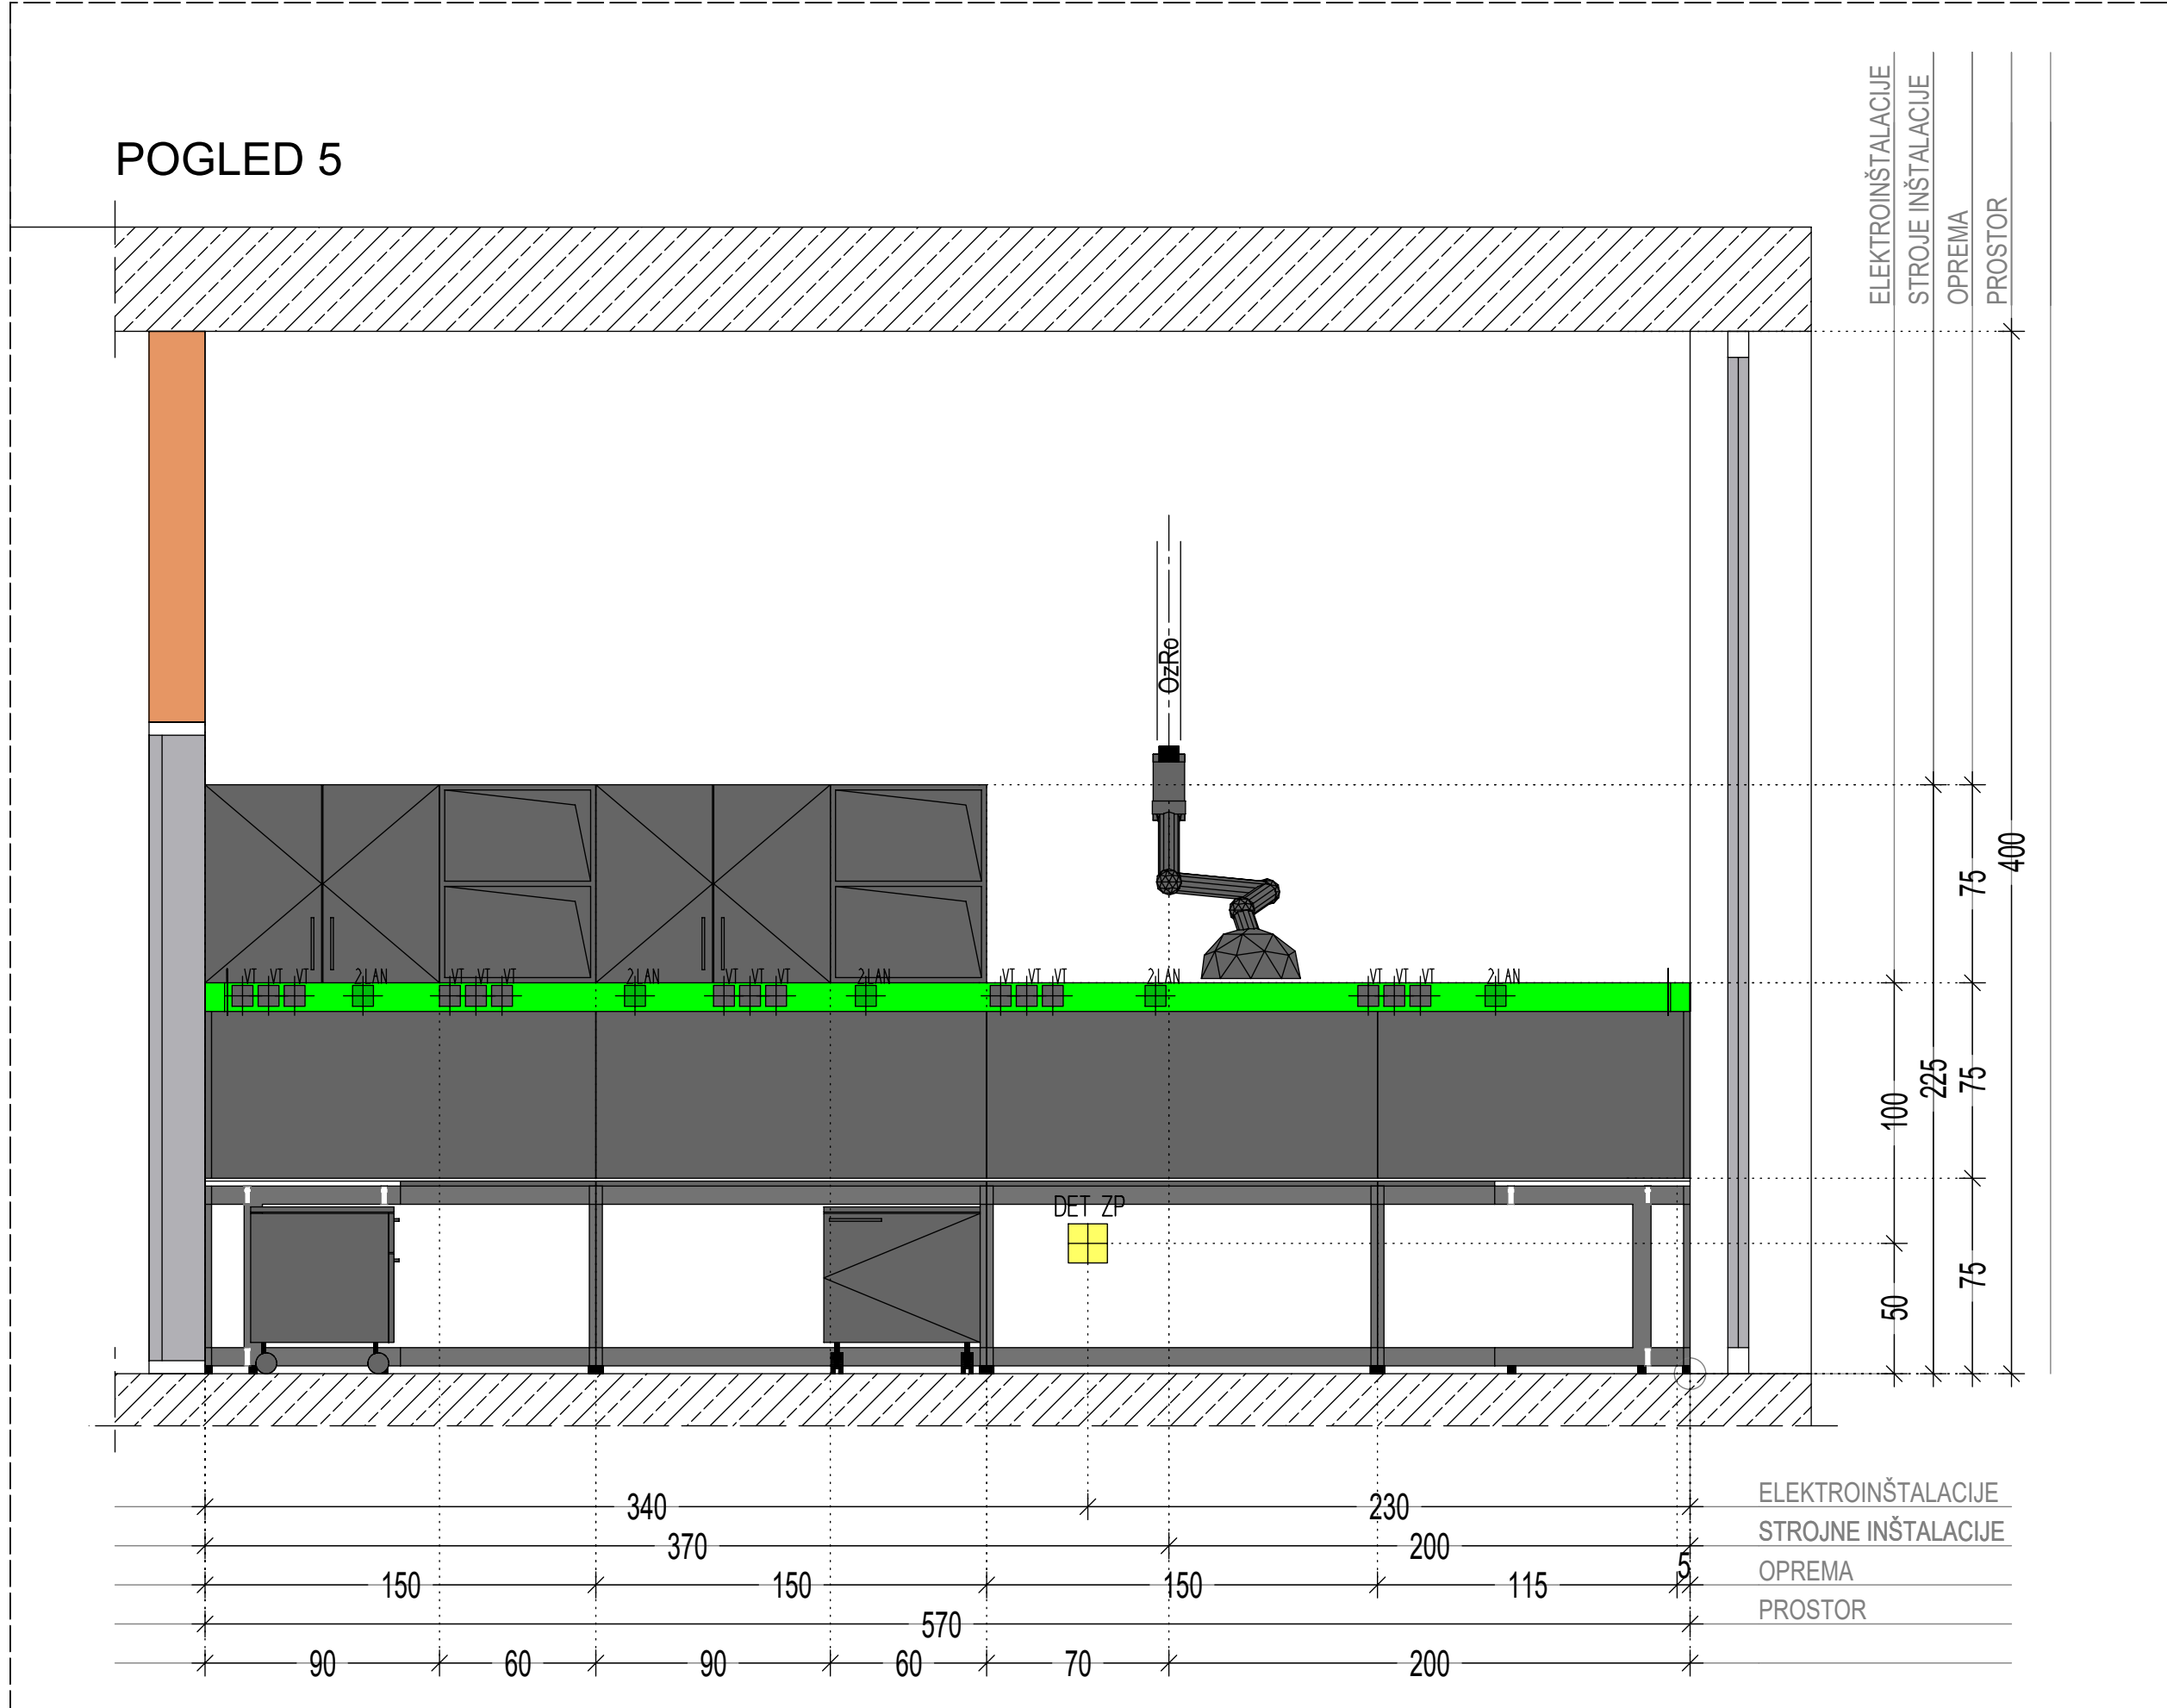 POGLED 5
ELEKTROINŠTALACIJE
STROJE INŠTALACIJE
OPREMA
PROSTOR
OzRo
400
75
VT VT VT 2LAN VT VT VT 2LAN VT VT VT 2LAN VT VT VT 2LAN VT VT VT 2LAN
225
75
100
DET ZP
75
50
340 230 ELEKTROINŠTALACIJE
370 200 STROJNE INŠTALACIJE
150 150 150 115 5 OPREMA
570 PROSTOR
90 60 90 60 70 200